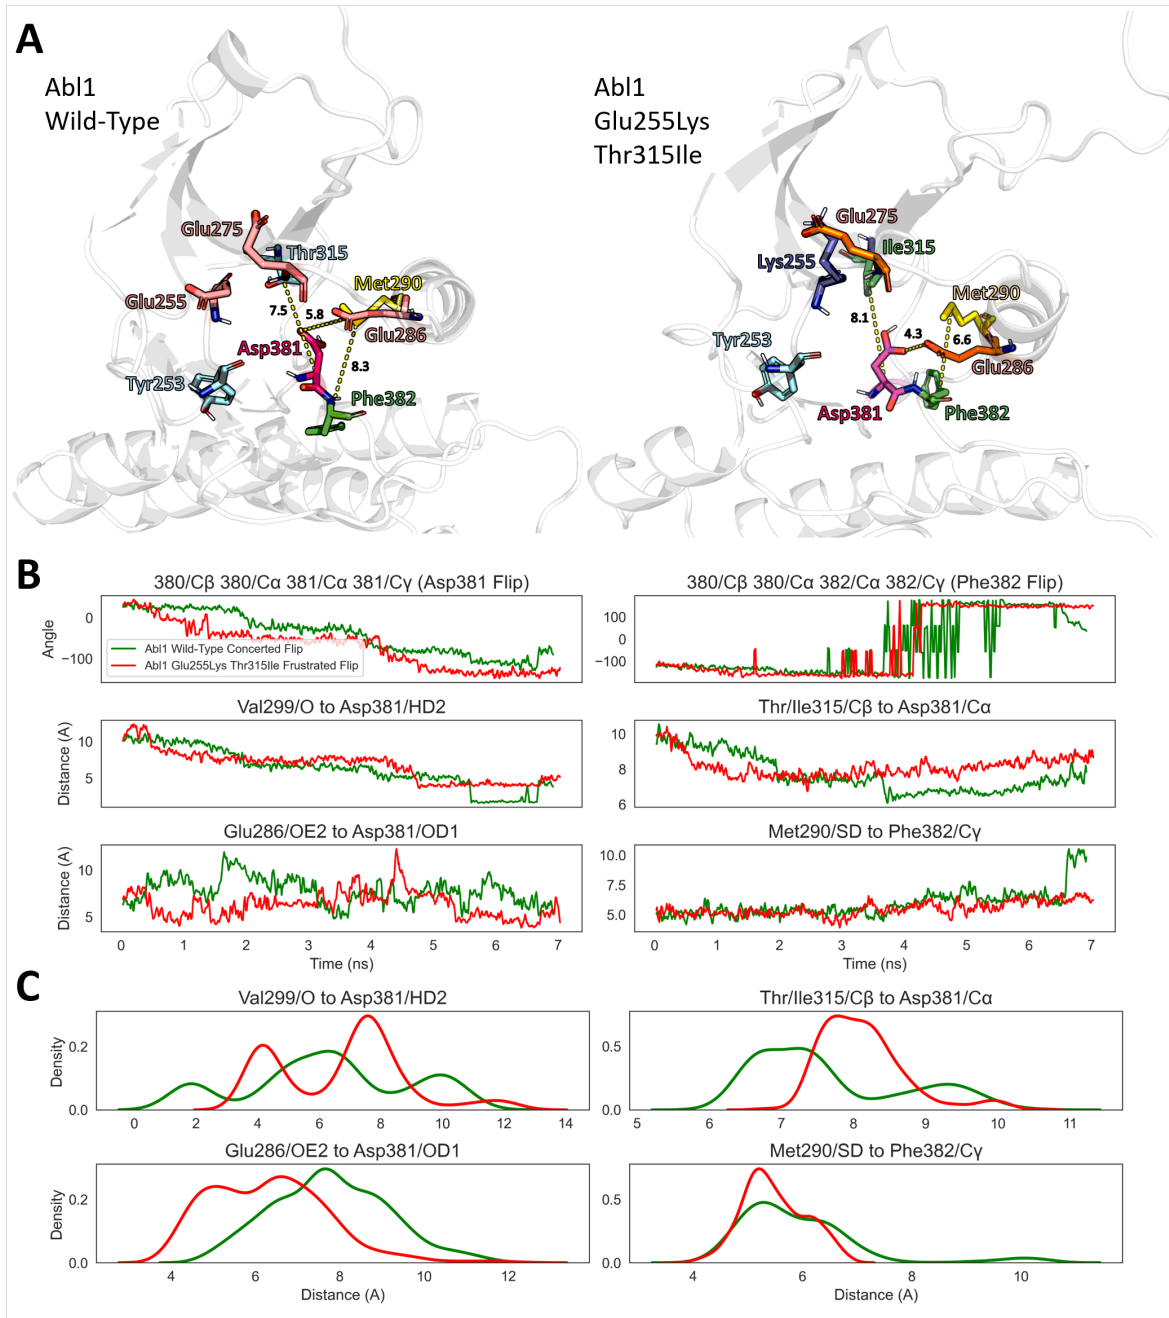 A
Abl1
Wild-Type
Glu275
Thr315
Glu255
Met290
7.5
5.8
Glu286
Asp381
8.3
Tyr253
Phe382
Abl1
Glu255Lys
Thr315Ile
Glu275
Ile315
Lys255
Met290
8.1
4.3
6.6
Tyr253
Glu286
Asp381
Phe382
B
380/Cβ 380/Cα 381/Cα 381/Cγ (Asp381 Flip)
Angle
0
−100
Abl1 Wild-Type Concerted Flip
Abl1 Glu255Lys Thr315Ile Frustrated Flip
380/Cβ 380/Cα 382/Cα 382/Cγ (Phe382 Flip)
100
0
−100
Val299/O to Asp381/HD2
Distance (A)
10
5
Thr/Ile315/Cβ to Asp381/Cα
10
8
6
Glu286/OE2 to Asp381/OD1
Distance (A)
10
5
0 1 2 3 4 5 6 7
Time (ns)
Met290/SD to Phe382/Cγ
10.0
7.5
5.0
0 1 2 3 4 5 6 7
Time (ns)
C
Val299/O to Asp381/HD2
Density
0.2
0.0
0 2 4 6 8 10 12 14
Thr/Ile315/Cβ to Asp381/Cα
0.5
0.0
5 6 7 8 9 10 11
Glu286/OE2 to Asp381/OD1
Density
0.2
0.0
4 6 8 10 12
Distance (A)
Met290/SD to Phe382/Cγ
0.5
0.0
4 6 8 10
Distance (A)